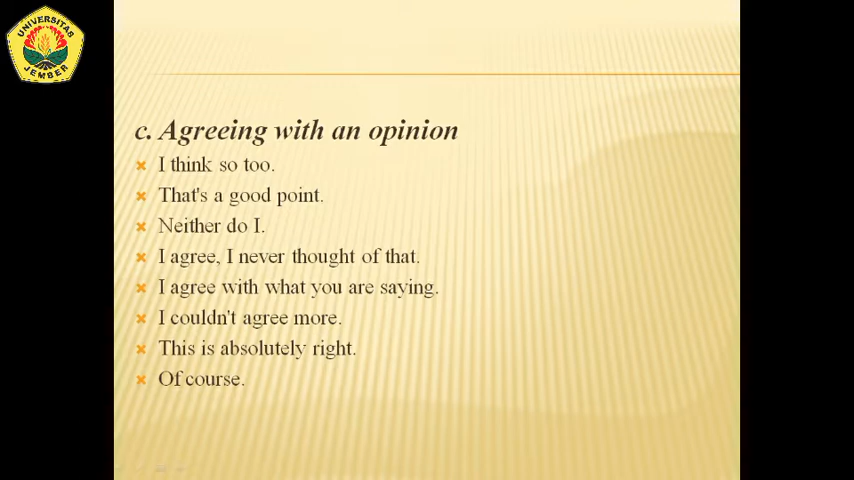 UNIVERSITAS
JEMBER
c. Agreeing with an opinion
I think so too.
That's a good point.
Neither do I.
I agree, I never thought of that.
I agree with what you are saying.
I couldn't agree more.
This is absolutely right.
Of course.